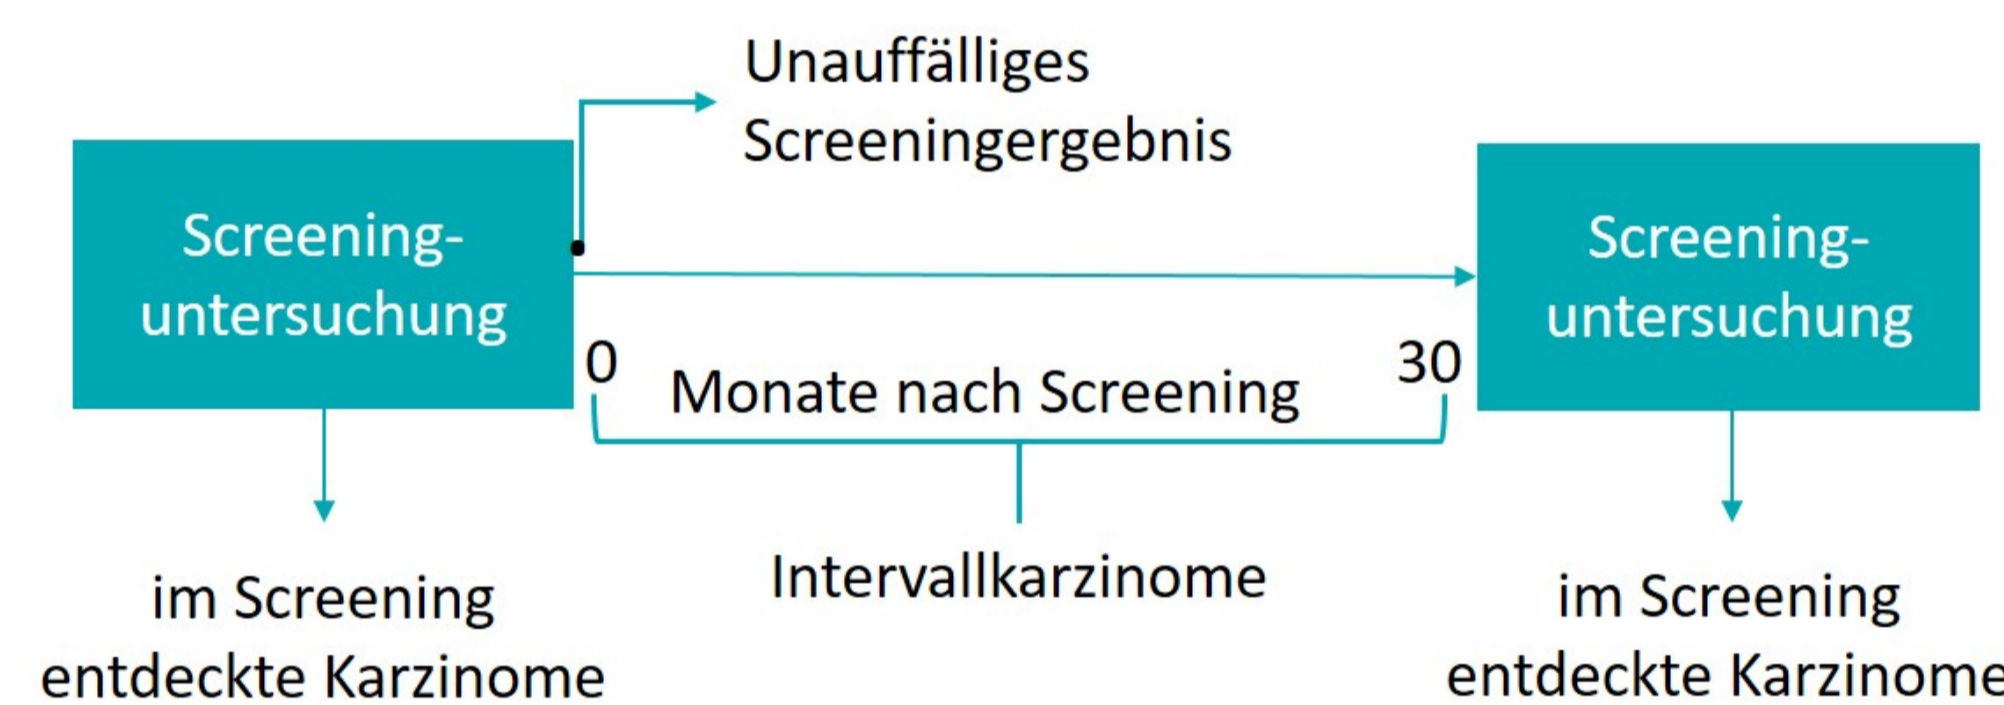 Unauffälliges
Screeningergebnis
Screening-
untersuchung
Screening-
untersuchung
0
Monate nach Screening
30
Intervallkarzinome
im Screening
entdeckte Karzinome
im Screening
entdeckte Karzinome